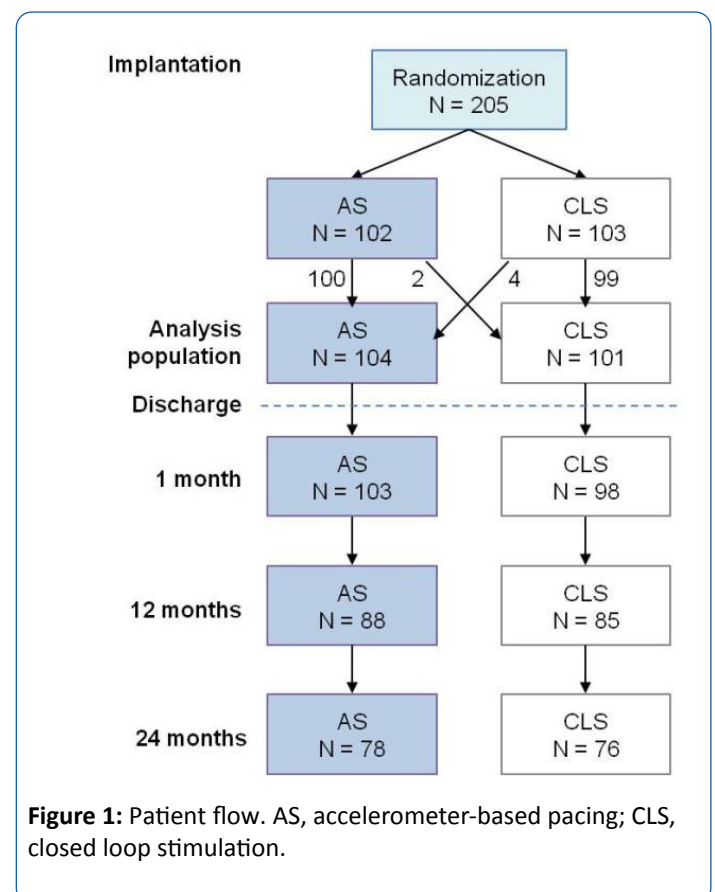 Implantation
Randomization
N = 205
AS
N = 102
CLS
N = 103
100
2
4
99
Analysis
population
AS
N = 104
CLS
N = 101
Discharge
1 month
AS
N = 103
CLS
N = 98
12 months
AS
N = 88
CLS
N = 85
24 months
AS
N = 78
CLS
N = 76
Figure 1: Patient flow. AS, accelerometer-based pacing; CLS,
closed loop stimulation.